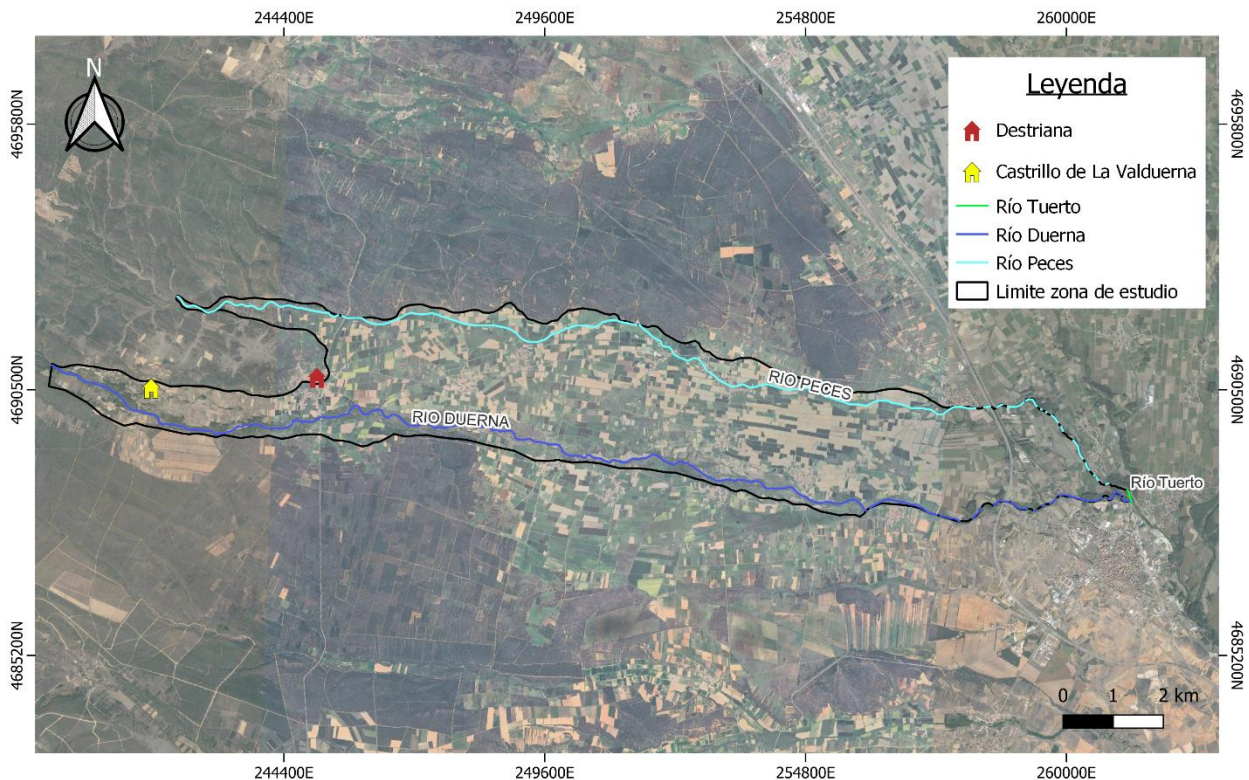 244400E 249600E 254800E 260000E
N
4695800N 4695800N
Leyenda
Destriana
Castrillo de La Valduerna
Río Tuerto
Río Duerna
Río Peces
Limite zona de estudio
4690500N 4690500N
RIO PECES
RIO DUERNA
Río Tuerto
4685200N 4685200N
0 1 2 km
244400E 249600E 254800E 260000E